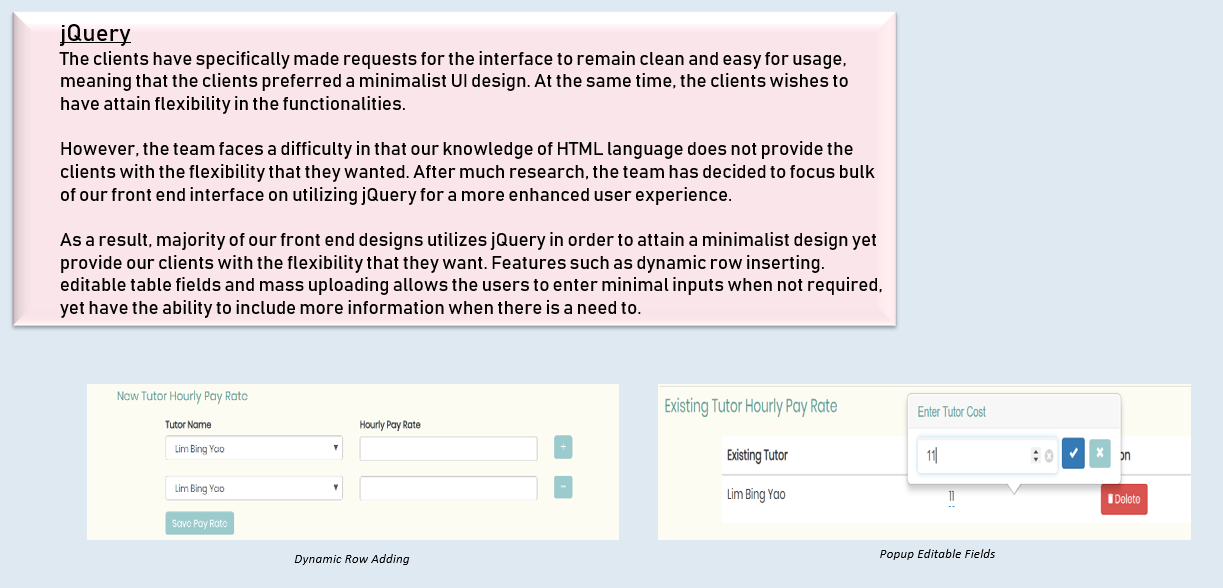 jQuery
The clients have specifically made requests for the interface to remain clean and easy for usage,
meaning that the clients preferred a minimalist UI design. At the same time, the clients wishes to
have attain flexibility in the functionalities.
However, the team faces a difficulty in that our knowledge of HTML language does not provide the
clients with the flexibility that they wanted. After much research, the team has decided to focus bulk
of our front end interface on utilizing jQuery for a more enhanced user experience.
As a result, majority of our front end designs utilizes jQuery in order to attain a minimalist design yet
provide our clients with the flexibility that they want. Features such as dynamic row inserting.
editable table fields and mass uploading allows the users to enter minimal inputs when not required,
yet have the ability to include more information when there is a need to.
New Tutor Hourly Pay Rate
Tutor Name Hourly Pay Rate
Lim Bing Yao +
Lim Bing Yao -
Save Pay Rate
Dynamic Row Adding
Existing Tutor Hourly Pay Rate
Enter Tutor Cost
11
Existing Tutor on
Lim Bing Yao 11 Delete
Popup Editable Fields